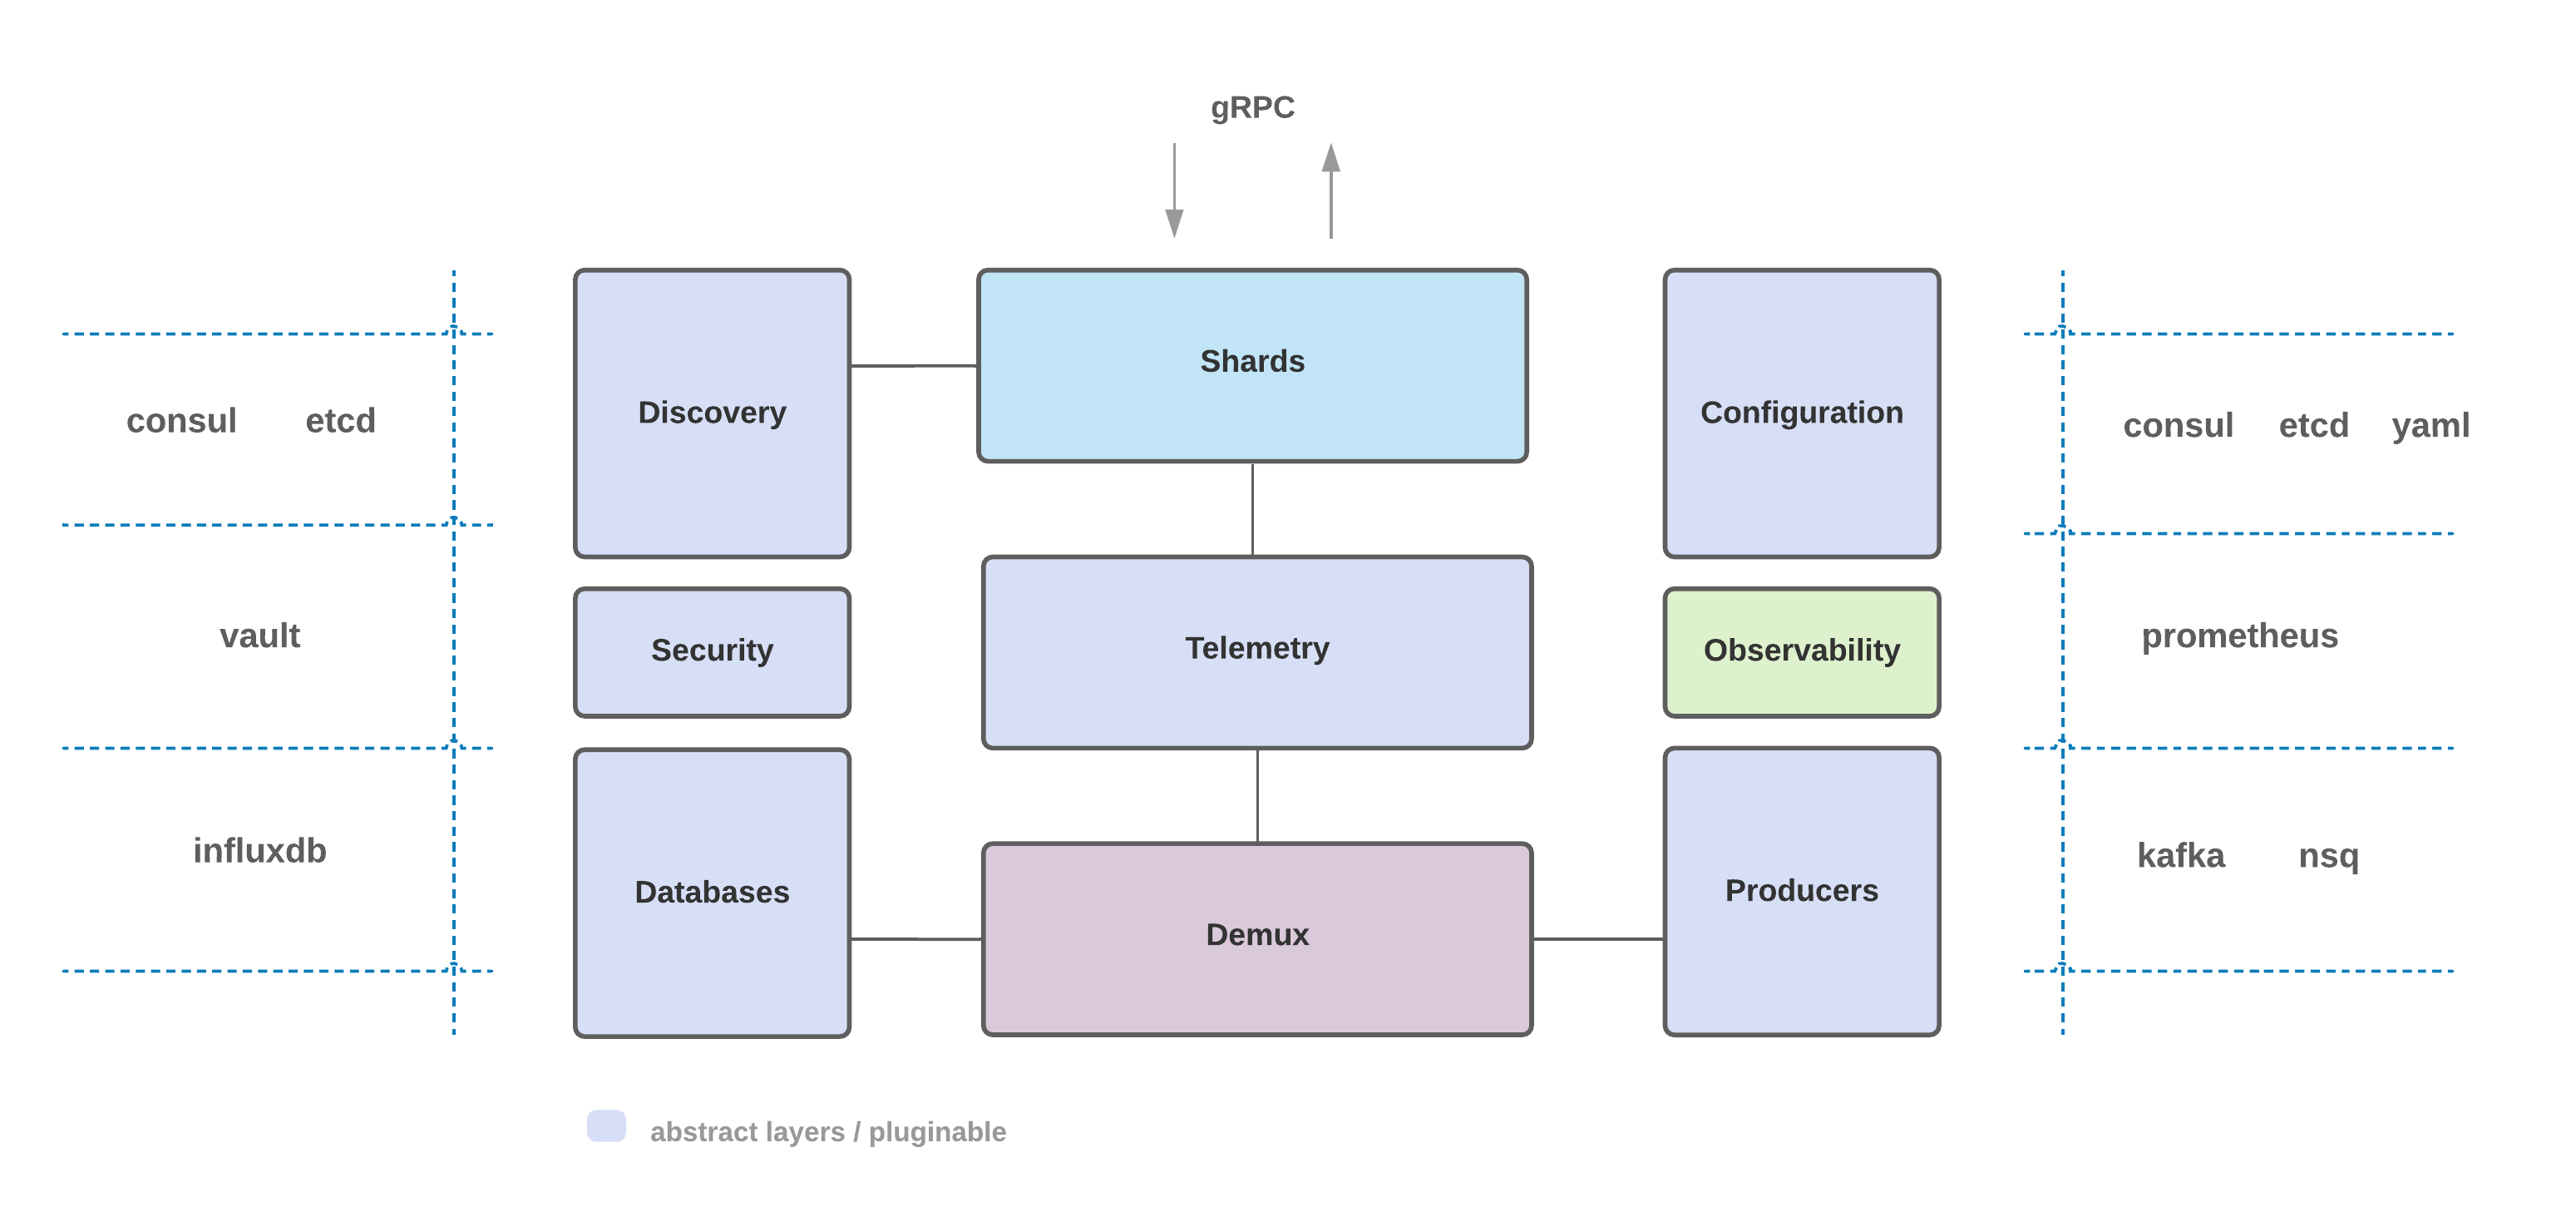 gRPC
Shards
Discovery
Configuration
consul etcd
consul etcd yaml
vault
Security
Telemetry
Observability
prometheus
influxdb
Databases
Demux
Producers
kafka nsq
abstract layers / pluginable